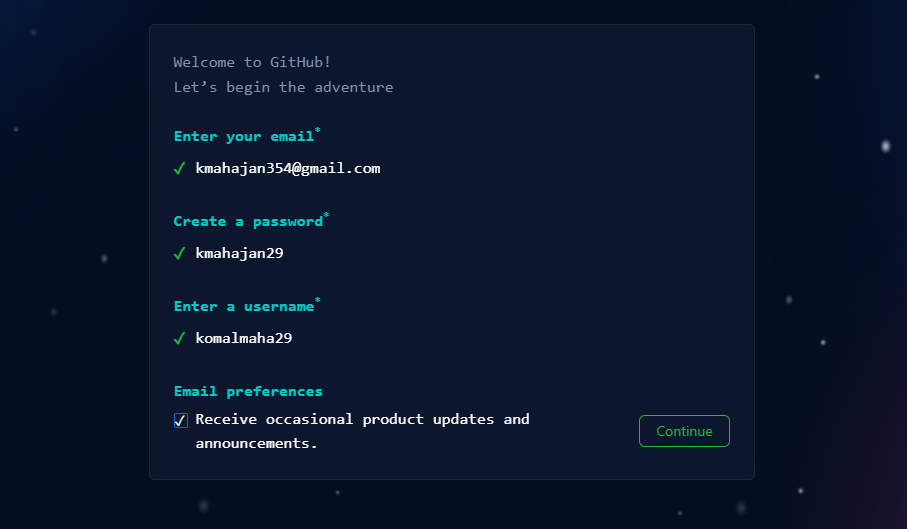 Welcome to GitHub!
Let’s begin the adventure
Enter your email*
✓ kmahajan354@gmail.com
Create a password*
✓ kmahajan29
Enter a username*
✓ komalmaha29
Email preferences
Receive occasional product updates and
announcements.
Continue